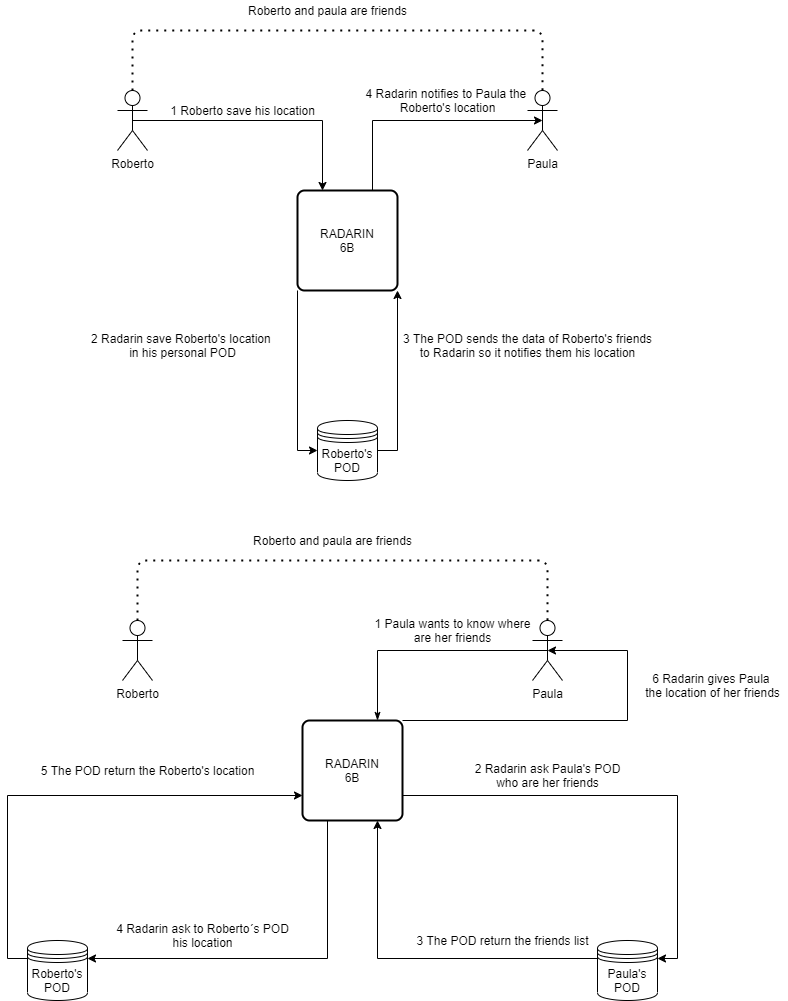 Roberto and paula are friends
1 Roberto save his location
4 Radarin notifies to Paula the
Roberto's location
Roberto
Paula
RADARIN
6B
2 Radarin save Roberto's location
in his personal POD
3 The POD sends the data of Roberto's friends
to Radarin so it notifies them his location
Roberto's
POD
Roberto and paula are friends
1 Paula wants to know where
are her friends
Roberto
Paula
6 Radarin gives Paula
the location of her friends
RADARIN
6B
5 The POD return the Roberto's location
2 Radarin ask Paula's POD
who are her friends
4 Radarin ask to Roberto´s POD
his location
3 The POD return the friends list
Roberto's
POD
Paula's
POD